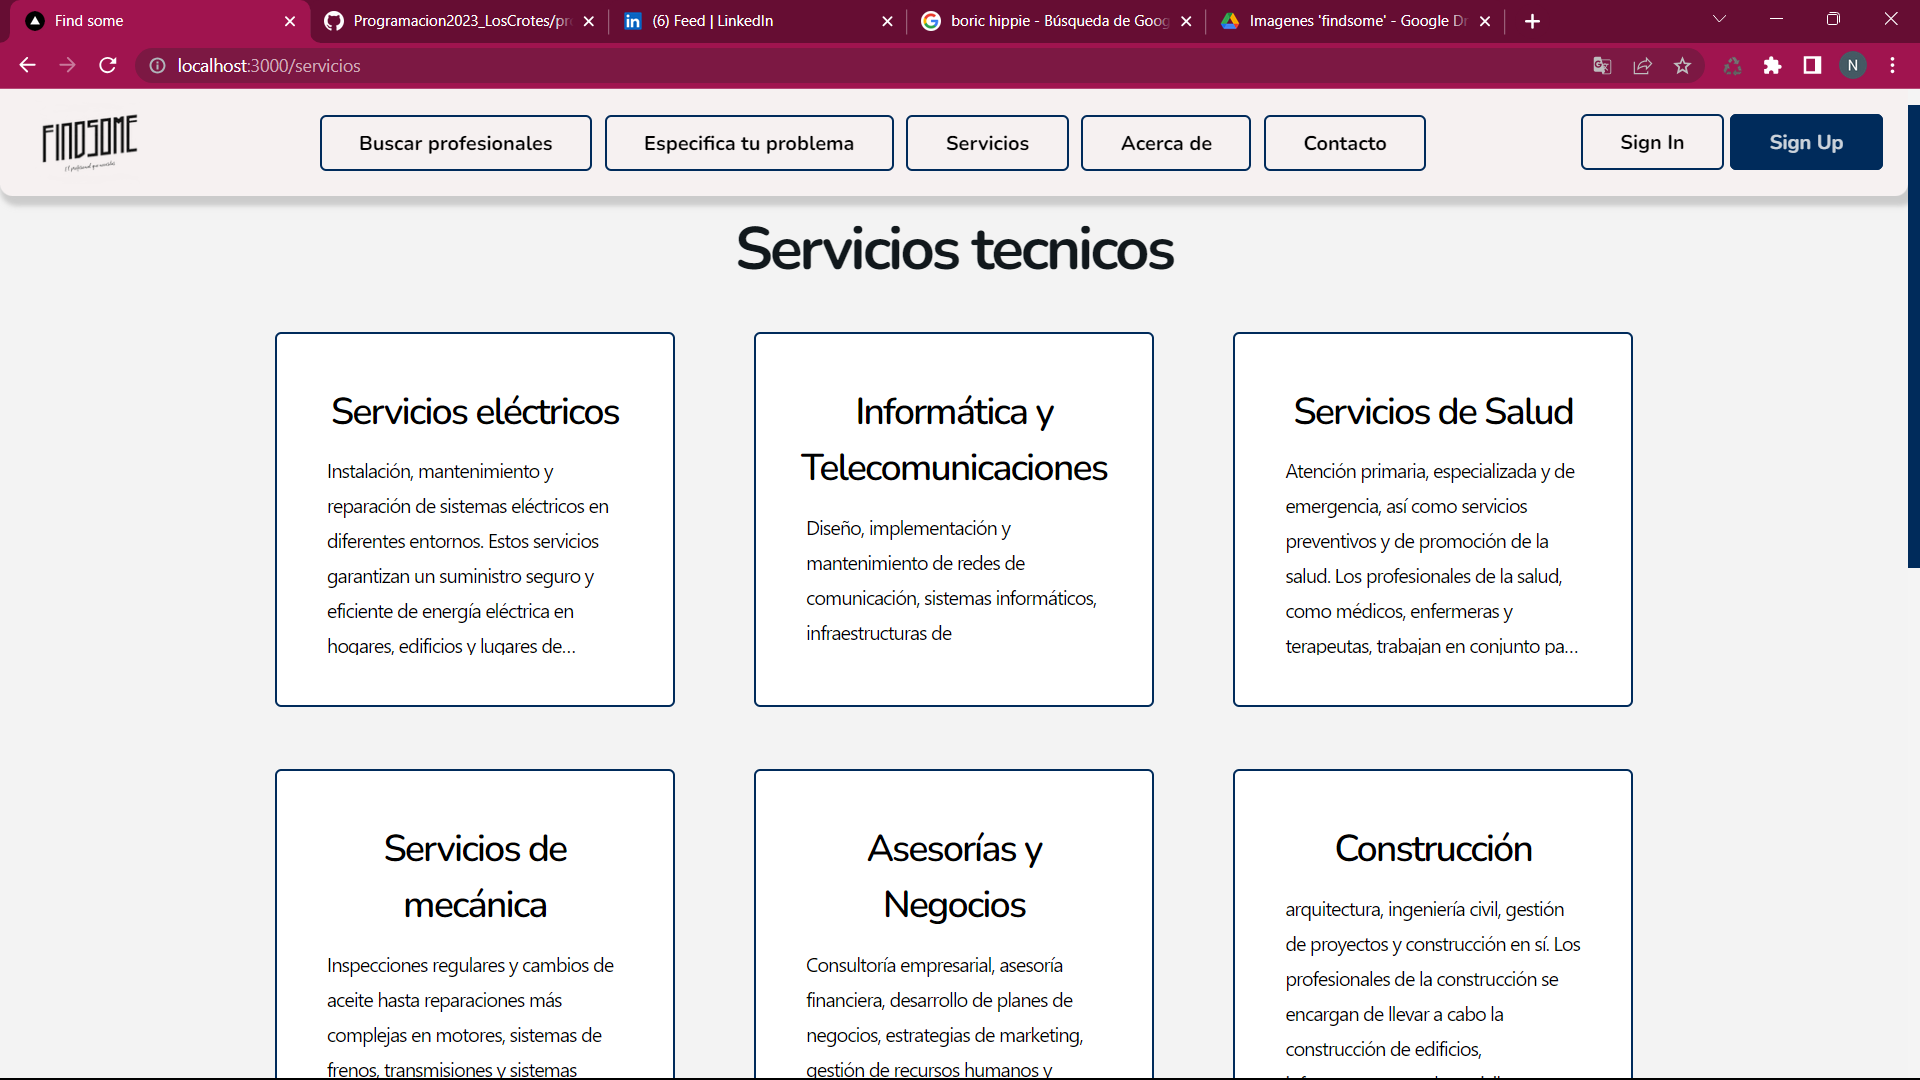 Find some
Programacion2023_LosCrotes/pr
(6) Feed | LinkedIn
boric hippie - Búsqueda de Goog
Imagenes 'findsome' - Google Dr
localhost:3000/servicios
N
FINDSOME
Buscar profesionales
Especifica tu problema
Servicios
Acerca de
Contacto
Sign In
Sign Up
Servicios tecnicos
Servicios eléctricos
Instalación, mantenimiento y
reparación de sistemas eléctricos en
diferentes entornos. Estos servicios
garantizan un suministro seguro y
eficiente de energía eléctrica en
hogares, edificios y lugares de...
Informática y
Telecomunicaciones
Diseño, implementación y
mantenimiento de redes de
comunicación, sistemas informáticos,
infraestructuras de
Servicios de Salud
Atención primaria, especializada y de
emergencia, así como servicios
preventivos y de promoción de la
salud. Los profesionales de la salud,
como médicos, enfermeras y
terapeutas, trabajan en conjunto pa...
Servicios de
mecánica
Inspecciones regulares y cambios de
aceite hasta reparaciones más
complejas en motores, sistemas de
frenos, transmisiones y sistemas
Asesorías y
Negocios
Consultoría empresarial, asesoría
financiera, desarrollo de planes de
negocios, estrategias de marketing,
gestión de recursos humanos y
Construcción
arquitectura, ingeniería civil, gestión
de proyectos y construcción en sí. Los
profesionales de la construcción se
encargan de llevar a cabo la
construcción de edificios,